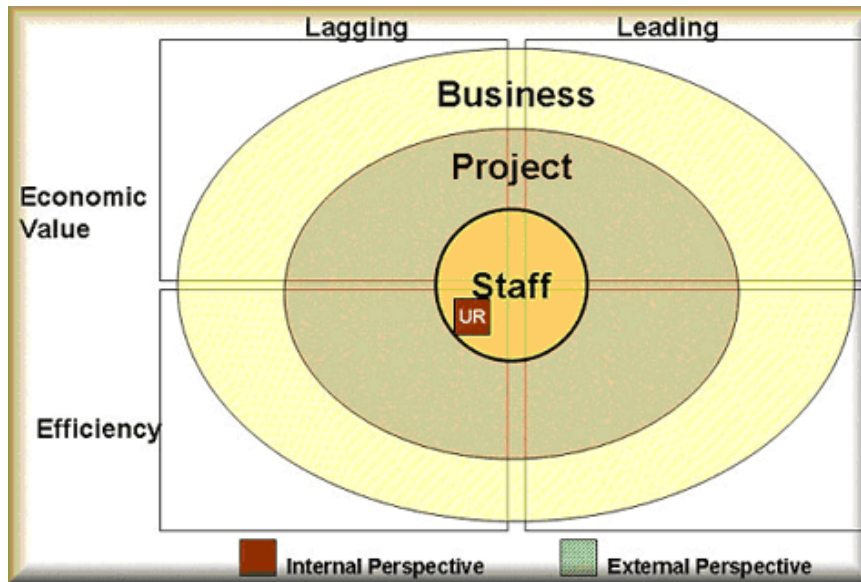 Lagging
Leading
Business
Project
Economic
Value
Staff
UR
Efficiency
Internal Perspective
External Perspective